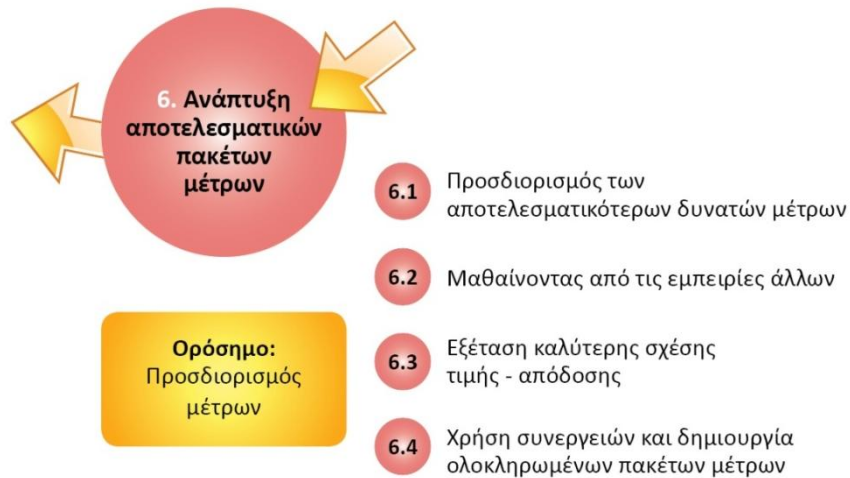 6. Ανάπτυξη
αποτελεσματικών
πακέτων
μέτρων
6.1 Προσδιορισμός των
αποτελεσματικότερων δυνατών μέτρων
6.2 Μαθαίνοντας από τις εμπειρίες άλλων
Ορόσημο:
Προσδιορισμός
μέτρων
6.3 Εξέταση καλύτερης σχέσης
τιμής - απόδοσης
6.4 Χρήση συνεργειών και δημιουργία
ολοκληρωμένων πακέτων μέτρων